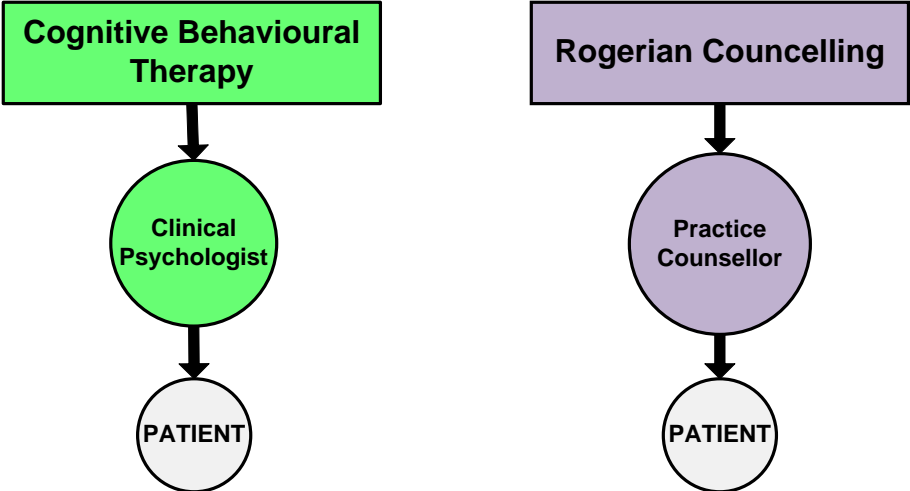 Cognitive Behavioural
Therapy
Rogerian Councelling
Clinical
Psychologist
Practice
Counsellor
PATIENT
PATIENT